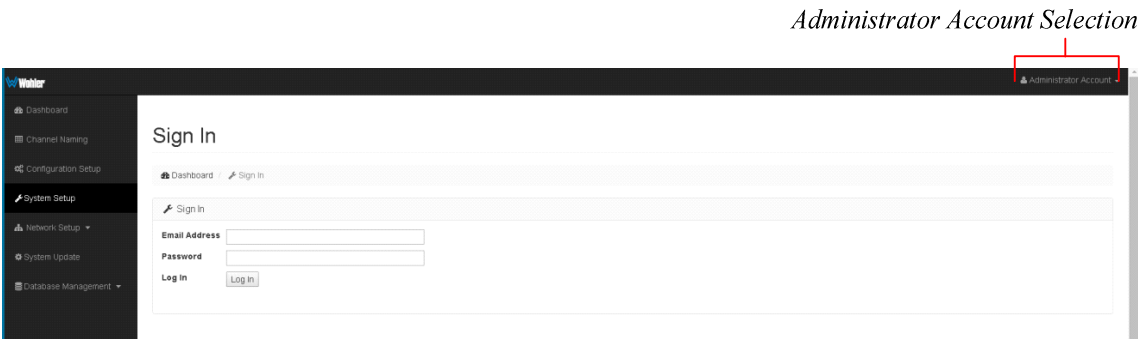 Administrator Account Selection
Wohler
Administrator Account
Dashboard
Channel Naming
Configuration Setup
System Setup
Network Setup
System Update
Database Management
Sign In
Dashboard / Sign In
Sign In
Email Address
Password
Log In Log In